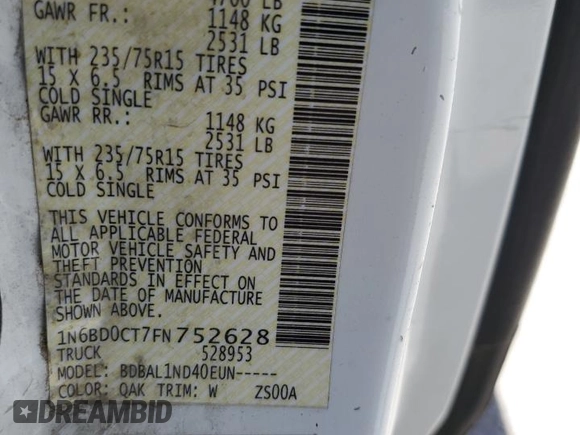 4700 LB
GAWR FR.: 1148 KG
2531 LB
WITH 235/75R15 TIRES
15 X 6.5 RIMS AT 35 PSI
COLD SINGLE
GAWR RR.: 1148 KG
2531 LB
WITH 235/75R15 TIRES
15 X 6.5 RIMS AT 35 PSI
COLD SINGLE
THIS VEHICLE CONFORMS TO
ALL APPLICABLE FEDERAL
MOTOR VEHICLE SAFETY AND
THEFT PREVENTION
STANDARDS IN EFFECT ON
THE DATE OF MANUFACTURE
SHOWN ABOVE.
1N6BD0CT7FN752628
TRUCK 528953
MODEL: BDBAL1ND40EUN-----
COLOR: QAK TRIM: W ZS00A
DREAMBID